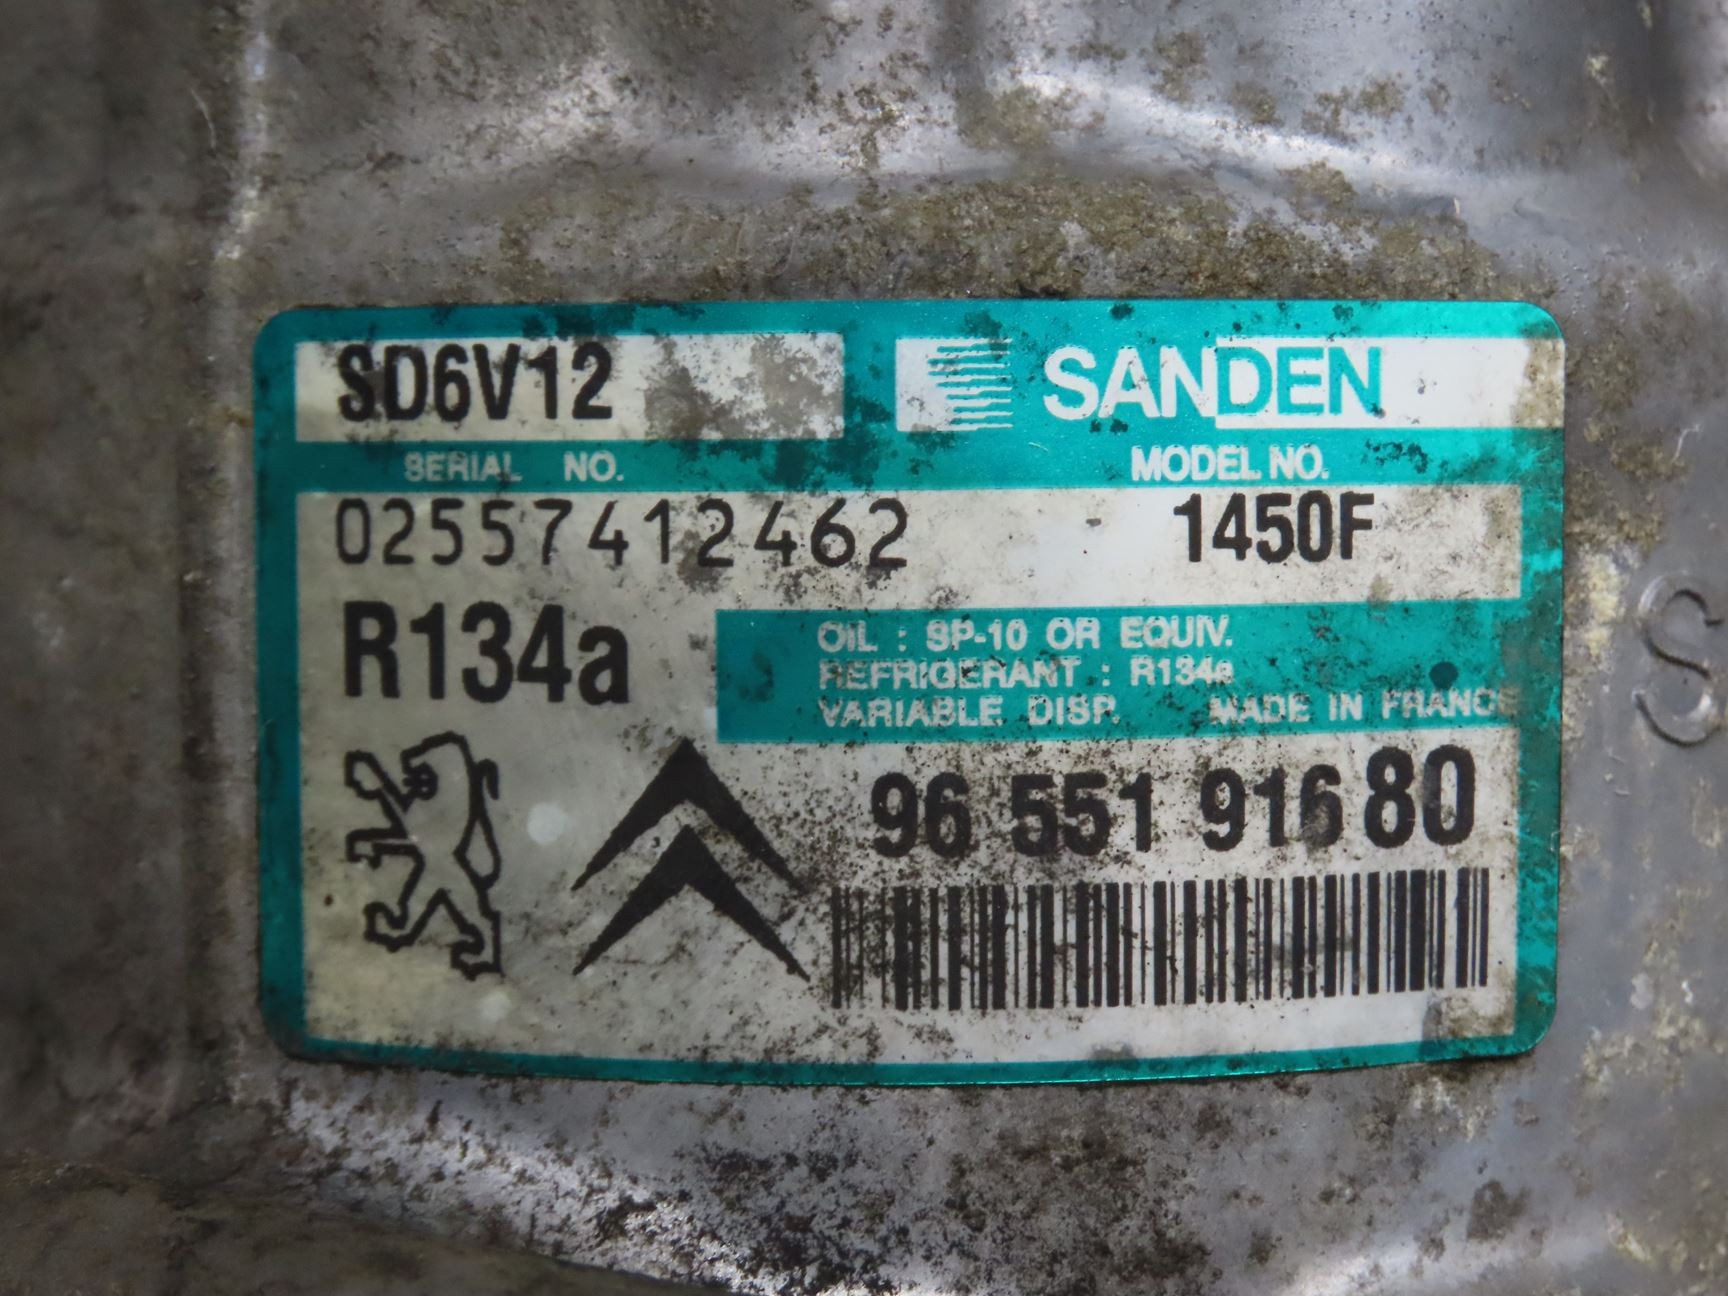 SD6V12
SANDEN
SERIAL NO.
MODEL NO.
02557412462
1450F
R134a
OIL : SP-10 OR EQUIV.
REFRIGERANT : R134a
VARIABLE DISP. MADE IN FRANCE
96 551 916 80
S